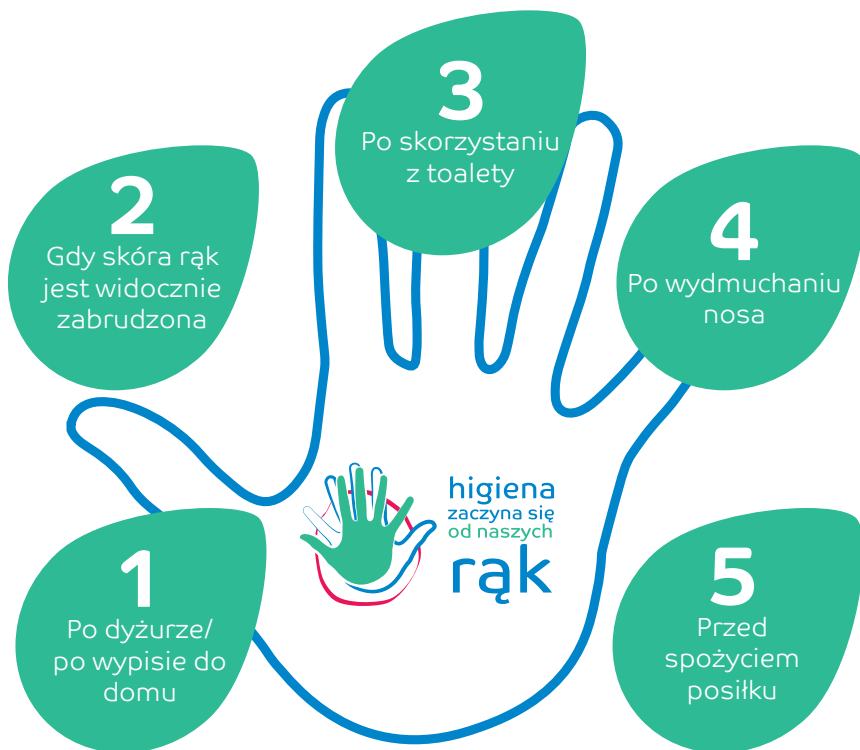 1
Po dyżurze/
po wypisie do
domu
2
Gdy skóra rąk
jest widocznie
zabrudzona
3
Po skorzystaniu
z toalety
4
Po wydmuchaniu
nosa
5
Przed
spożyciem
posiłku
higiena
zaczyna się
od naszych
rąk